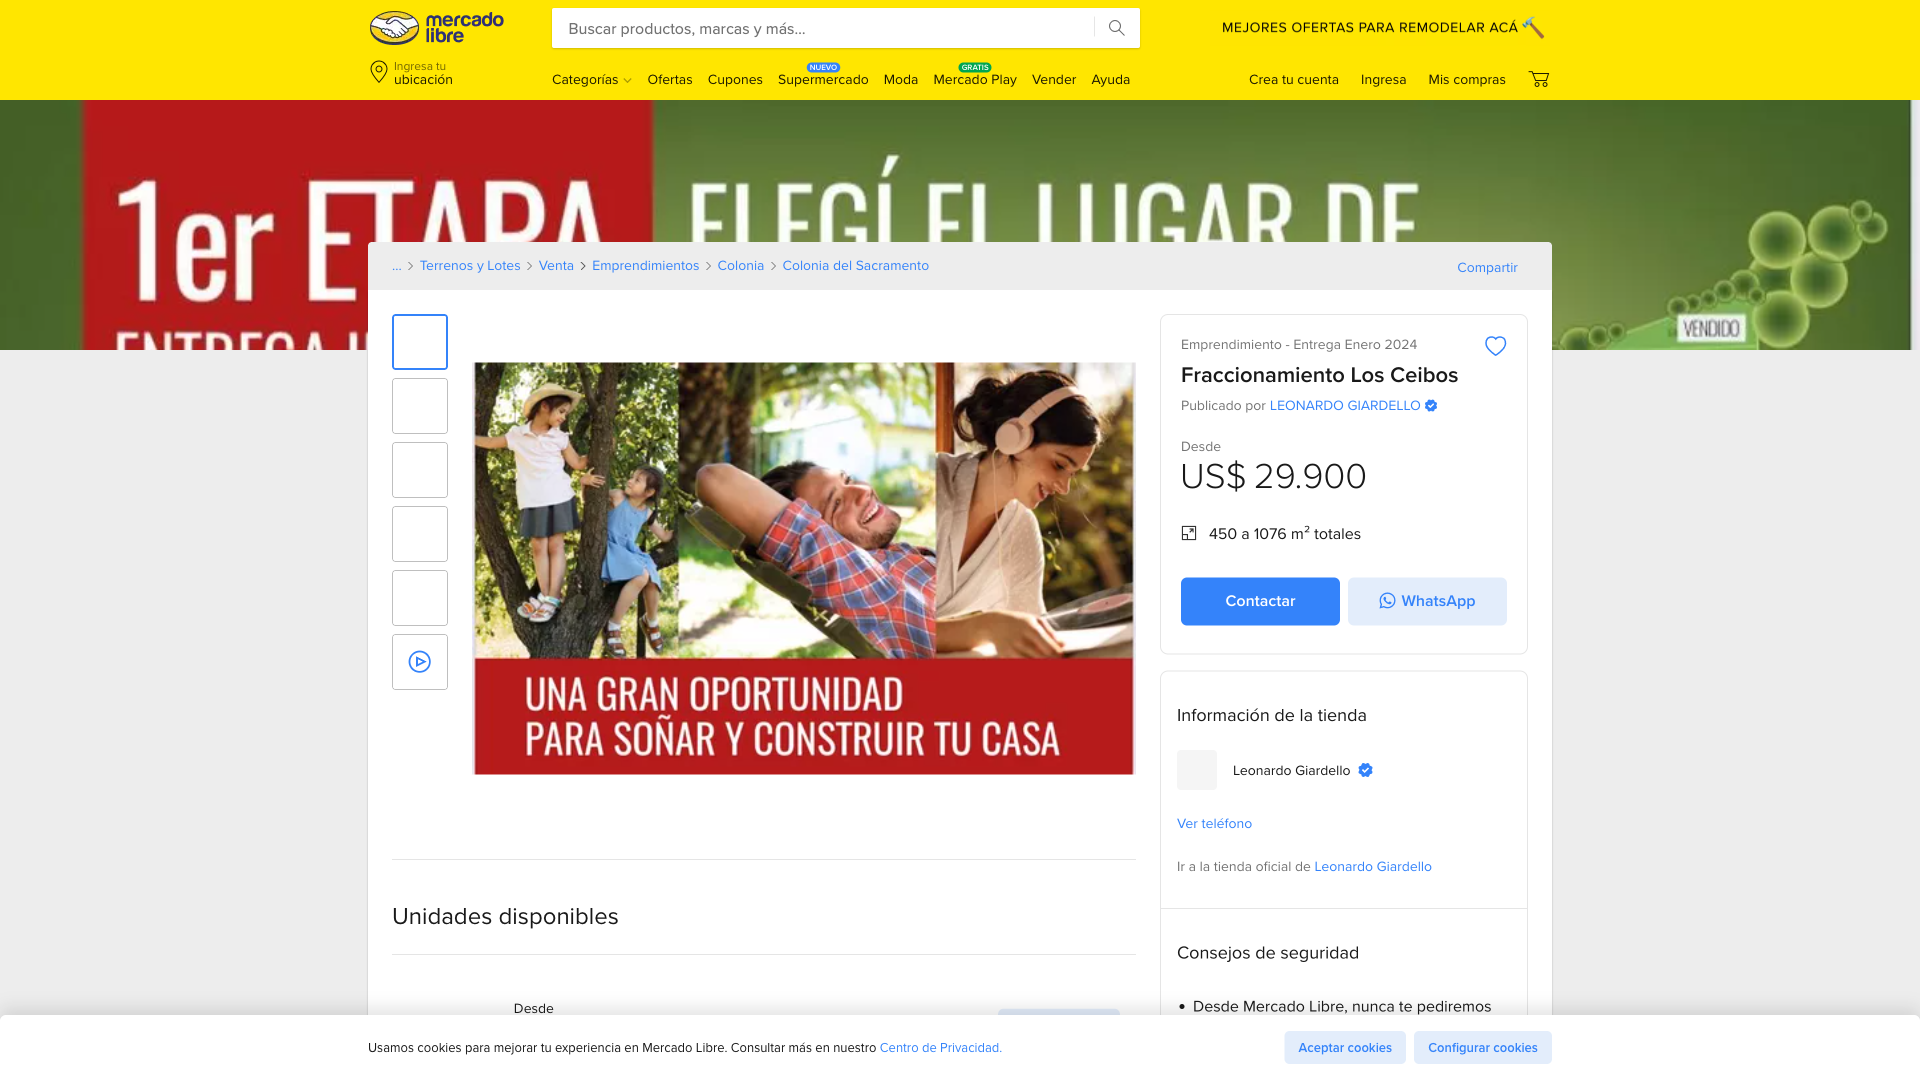 mercado
libre
Buscar productos, marcas y más...
MEJORES OFERTAS PARA REMODELAR ACÁ
Ingresa tu
ubicación
Categorías
Ofertas
Cupones
NUEVO
Supermercado
Moda
GRATIS
Mercado Play
Vender
Ayuda
Crea tu cuenta
Ingresa
Mis compras
1er ETAPA
ELEGÍ EL LUGAR DE
VENDIDO
... > Terrenos y Lotes > Venta > Emprendimientos > Colonia > Colonia del Sacramento
Compartir
Emprendimiento - Entrega Enero 2024
Fraccionamiento Los Ceibos
Publicado por LEONARDO GIARDELLO
Desde
US$ 29.900
450 a 1076 m² totales
Contactar
WhatsApp
UNA GRAN OPORTUNIDAD
PARA SOÑAR Y CONSTRUIR TU CASA
Información de la tienda
Leonardo Giardello
Ver teléfono
Ir a la tienda oficial de Leonardo Giardello
Unidades disponibles
Consejos de seguridad
Desde
• Desde Mercado Libre, nunca te pediremos
Usamos cookies para mejorar tu experiencia en Mercado Libre. Consultar más en nuestro Centro de Privacidad.
Aceptar cookies
Configurar cookies